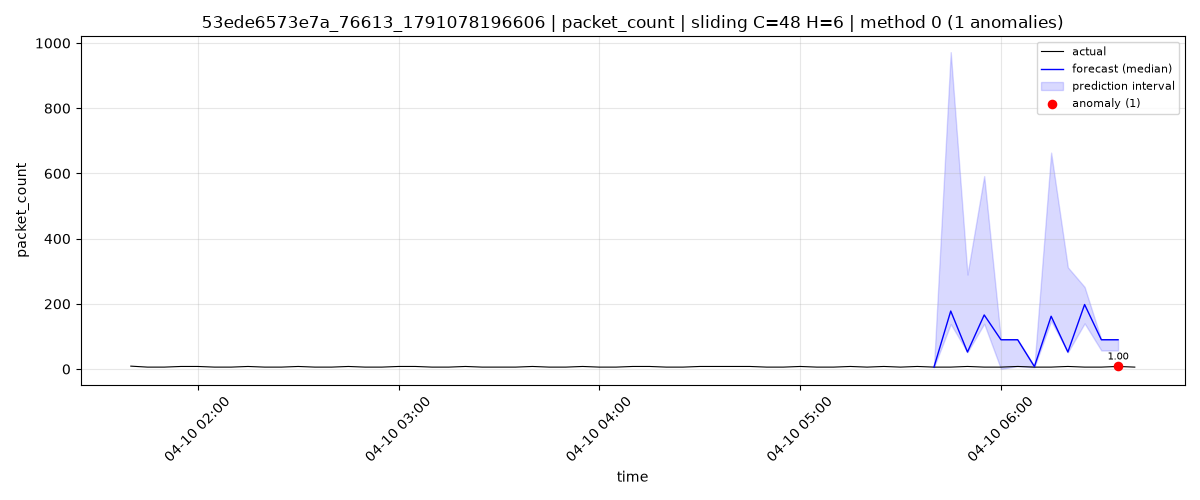 53ede6573e7a_76613_1791078196606 | packet_count | sliding C=48 H=6 | method 0 (1 anomalies)
actual
forecast (median)
prediction interval
anomaly (1)
packet_count
1000
800
600
400
200
0
1.00
04-10 02:00
04-10 03:00
04-10 04:00
04-10 05:00
04-10 06:00
time